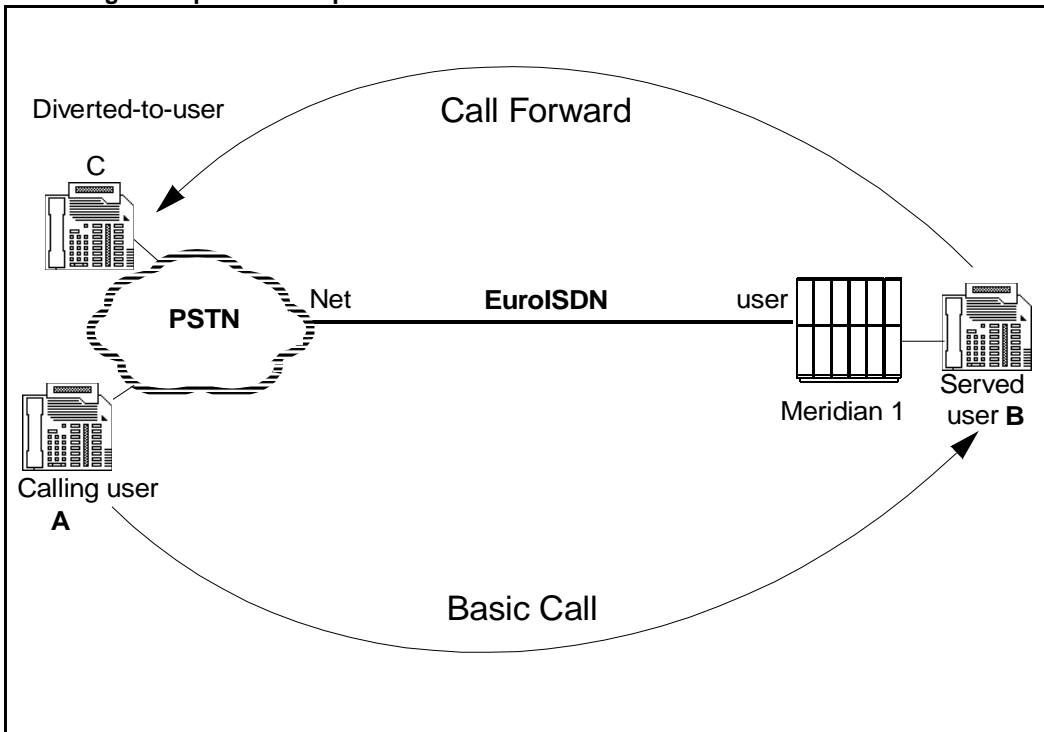 Call Forward
Diverted-to-user
C
Net
EuroISDN
user
PSTN
Served
user B
Meridian 1
Calling user
A
Basic Call